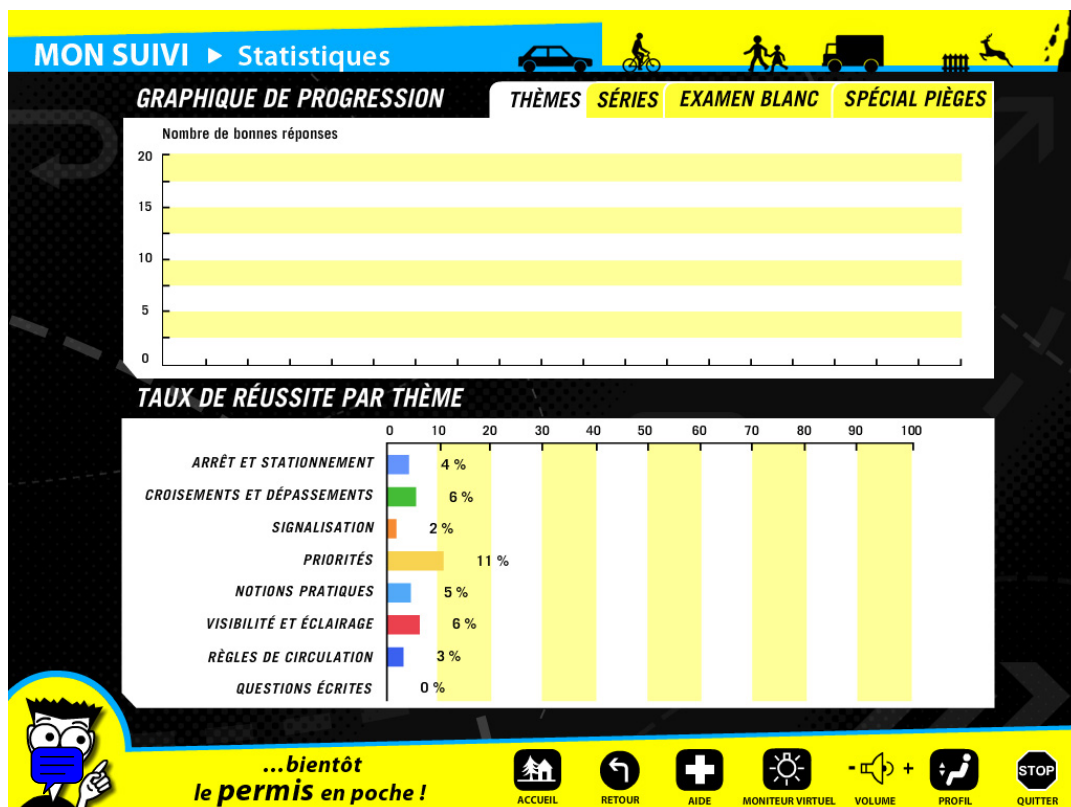 MON SUIVI ► Statistiques
GRAPHIQUE DE PROGRESSION
THÈMES SÉRIES EXAMEN BLANC SPÉCIAL PIÈGES
Nombre de bonnes réponses
20
15
10
5
0
TAUX DE RÉUSSITE PAR THÈME
0 10 20 30 40 50 60 70 80 90 100
ARRÊT ET STATIONNEMENT 4 %
CROISEMENTS ET DÉPASSEMENTS 6 %
SIGNALISATION 2 %
PRIORITÉS 11 %
NOTIONS PRATIQUES 5 %
VISIBILITÉ ET ÉCLAIRAGE 6 %
RÈGLES DE CIRCULATION 3 %
QUESTIONS ÉCRITES 0 %
...bientôt
le permis en poche !
ACCUEIL RETOUR AIDE MONITEUR VIRTUEL - + VOLUME PROFIL STOP QUITTER